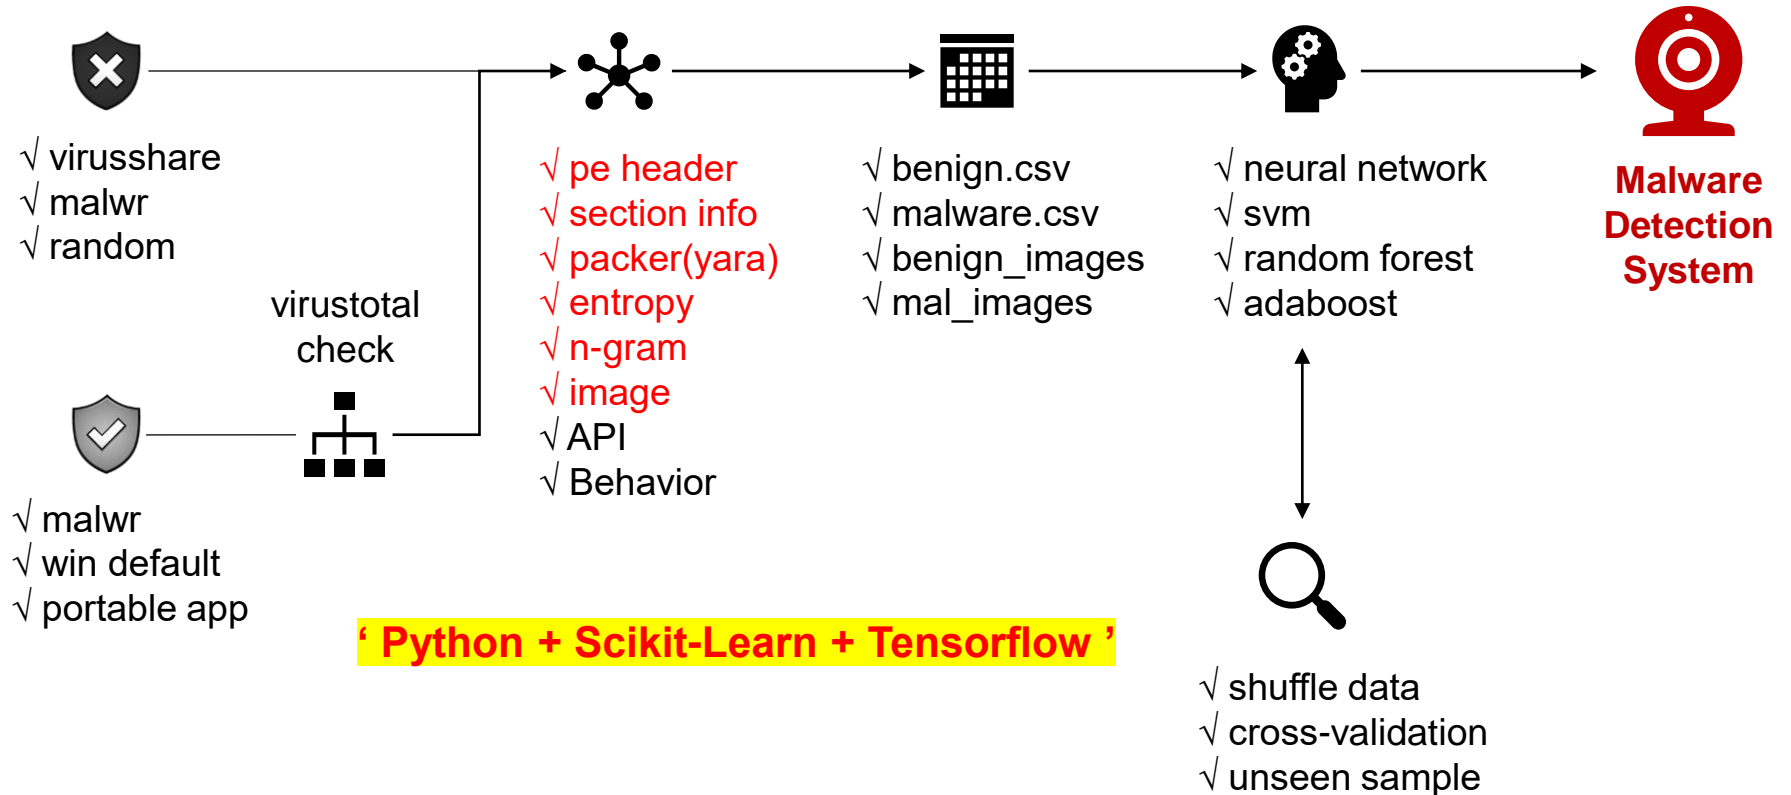 √ virusshare
√ malwr
√ random
virustotal
check
√ malwr
√ win default
√ portable app
√ pe header
√ section info
√ packer(yara)
√ entropy
√ n-gram
√ image
√ API
√ Behavior
√ benign.csv
√ malware.csv
√ benign_images
√ mal_images
√ neural network
√ svm
√ random forest
√ adaboost
Malware
Detection
System
‘ Python + Scikit-Learn + Tensorflow ’
√ shuffle data
√ cross-validation
√ unseen sample